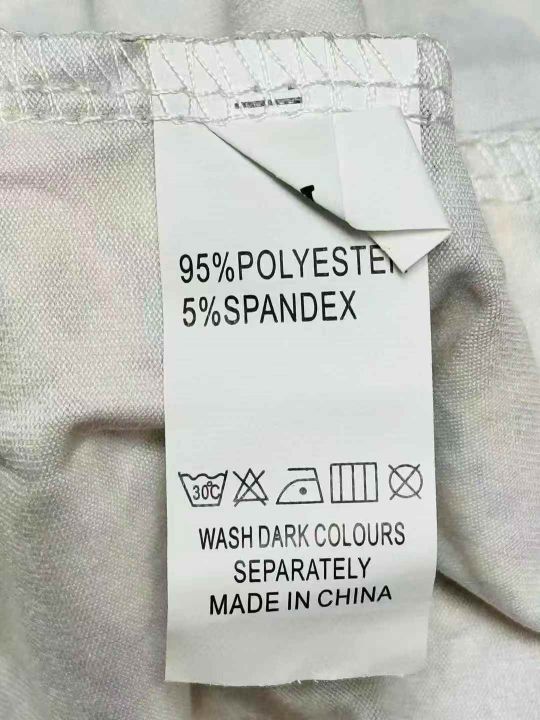 95%POLYESTER
5%SPANDEX
30℃
WASH DARK COLOURS
SEPARATELY
MADE IN CHINA